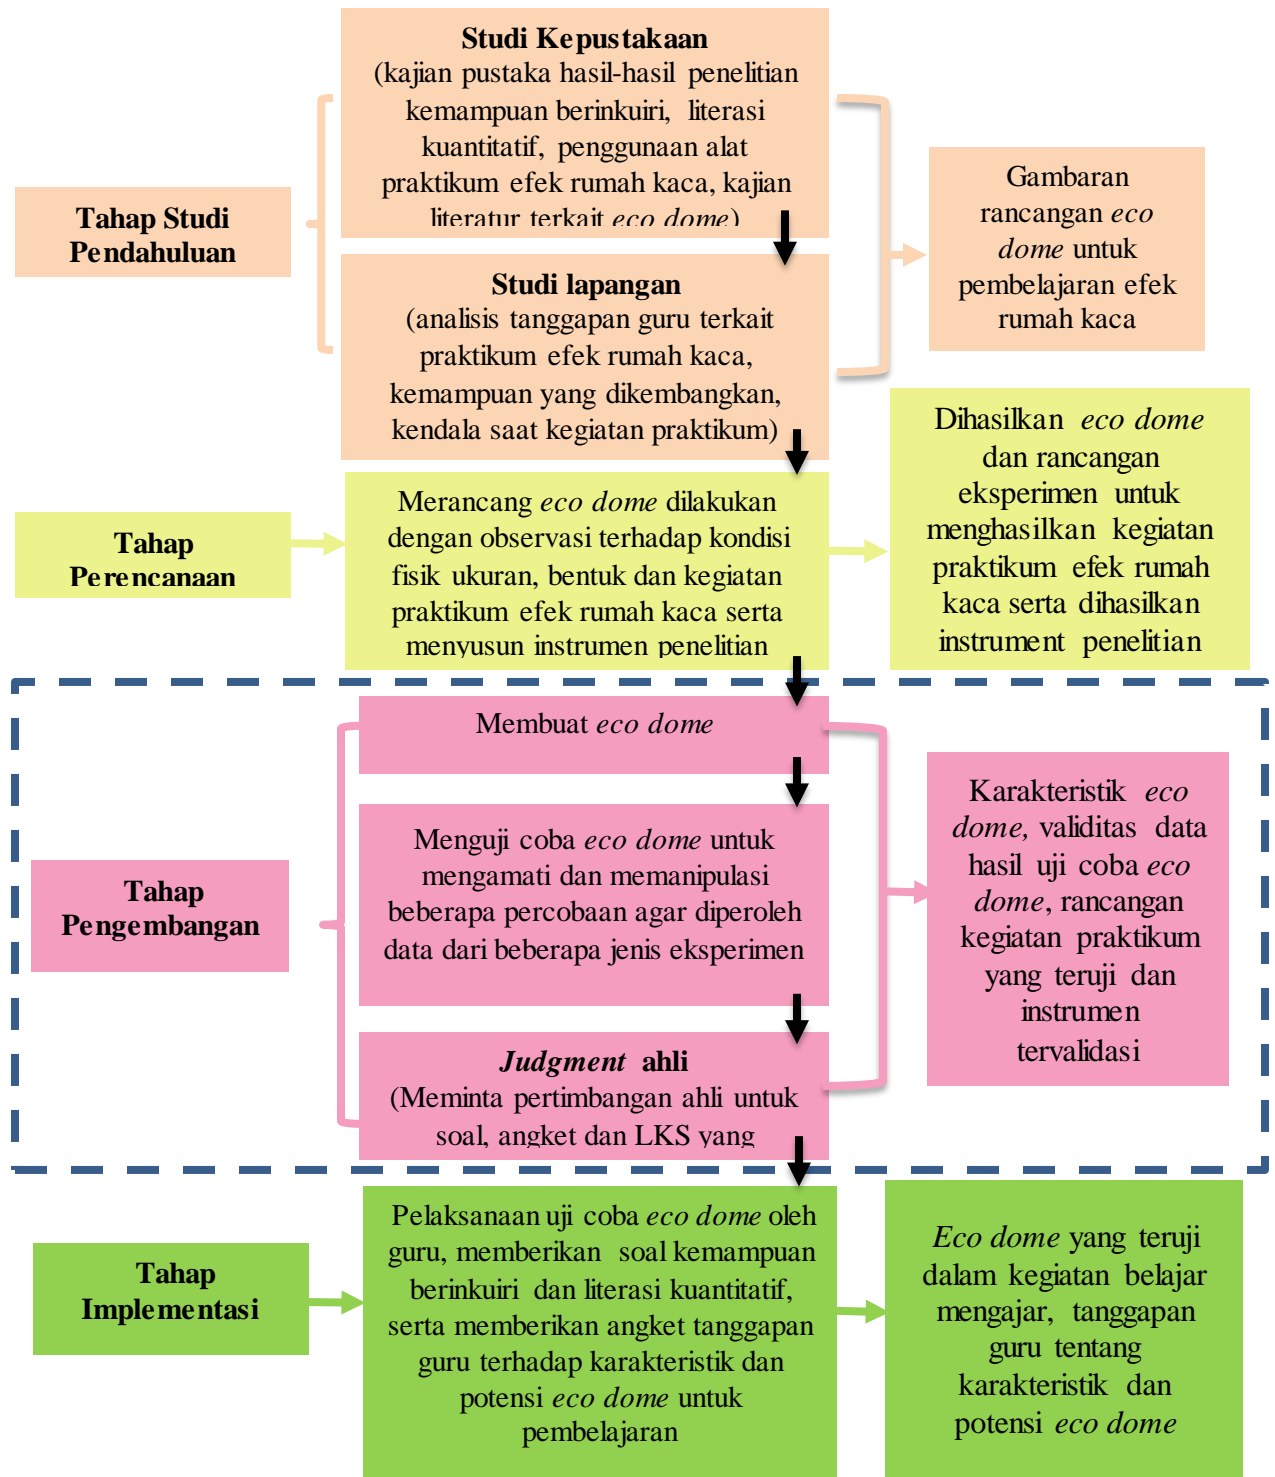 Studi Kepustakaan
(kajian pustaka hasil-hasil penelitian
kemampuan berinkuiri, literasi
kuantitatif, penggunaan alat
praktikum efek rumah kaca, kajian
literatur terkait eco dome)
Tahap Studi
Pendahuluan
Gambaran
rancangan eco
dome untuk
pembelajaran efek
rumah kaca
Studi lapangan
(analisis tanggapan guru terkait
praktikum efek rumah kaca,
kemampuan yang dikembangkan,
kendala saat kegiatan praktikum)
Tahap
Perencanaan
Merancang eco dome dilakukan
dengan observasi terhadap kondisi
fisik ukuran, bentuk dan kegiatan
praktikum efek rumah kaca serta
menyusun instrumen penelitian
Dihasilkan eco dome
dan rancangan
eksperimen untuk
menghasilkan kegiatan
praktikum efek rumah
kaca serta dihasilkan
instrument penelitian
Tahap
Pengembangan
Membuat eco dome
Menguji coba eco dome untuk
mengamati dan memanipulasi
beberapa percobaan agar diperoleh
data dari beberapa jenis eksperimen
Judgment ahli
(Meminta pertimbangan ahli untuk
soal, angket dan LKS yang
Karakteristik eco
dome, validitas data
hasil uji coba eco
dome, rancangan
kegiatan praktikum
yang teruji dan
instrumen
tervalidasi
Tahap
Implementasi
Pelaksanaan uji coba eco dome oleh
guru, memberikan soal kemampuan
berinkuiri dan literasi kuantitatif,
serta memberikan angket tanggapan
guru terhadap karakteristik dan
potensi eco dome untuk
pembelajaran
Eco dome yang teruji
dalam kegiatan belajar
mengajar, tanggapan
guru tentang
karakteristik dan
potensi eco dome